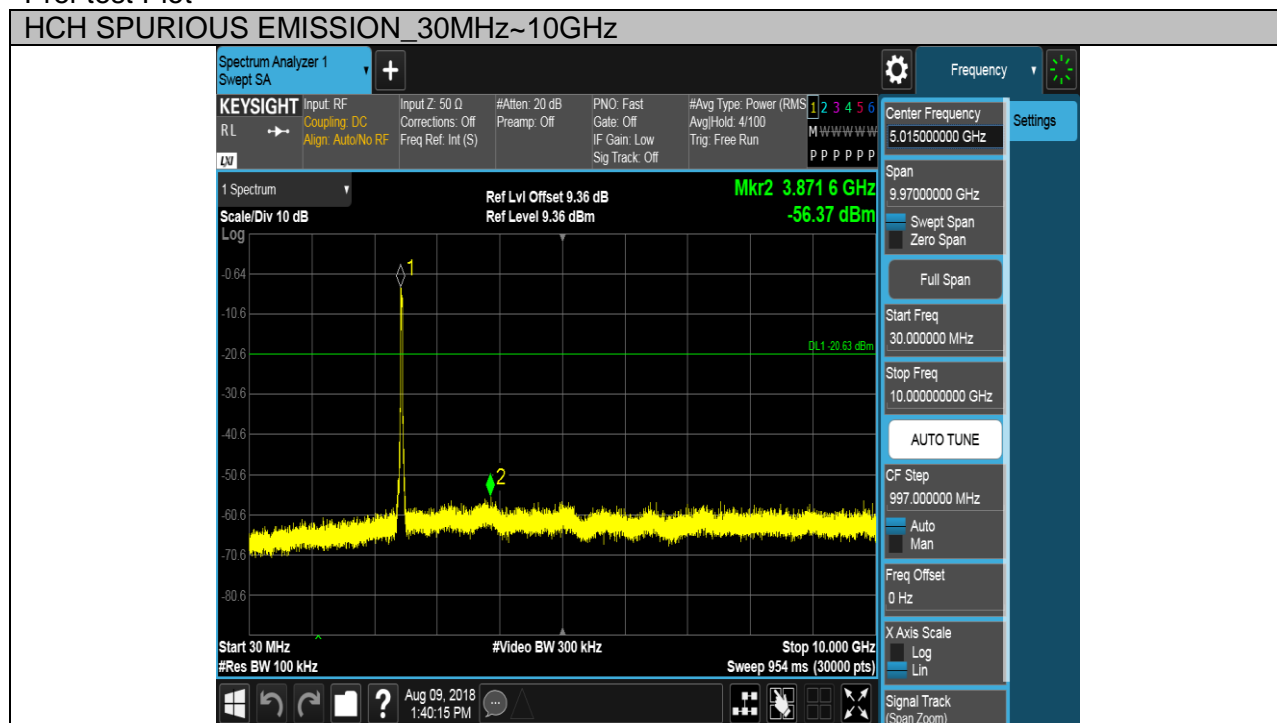 HCH SPURIOUS EMISSION_30MHz~10GHz
Spectrum Analyzer 1
Swept SA
+
Frequency
KEYSIGHT
RL
LXI
Input: RF
Coupling: DC
Align: Auto/No RF
Input Z: 50 Ω
Corrections: Off
Freq Ref: Int (S)
#Atten: 20 dB
Preamp: Off
PNO: Fast
Gate: Off
IF Gain: Low
Sig Track: Off
#Avg Type: Power (RMS
Avg|Hold: 4/100
Trig: Free Run
1 2 3 4 5 6
M W W W W W
P P P P P P
1 Spectrum
Scale/Div 10 dB
Ref Lvl Offset 9.36 dB
Ref Level 9.36 dBm
Mkr2 3.871 6 GHz
-56.37 dBm
Log
-0.64
-10.6
-20.6
-30.6
-40.6
-50.6
-60.6
-70.6
-80.6
1
DL1 -20.63 dBm
2
Start 30 MHz
#Video BW 300 kHz
Stop 10.000 GHz
#Res BW 100 kHz
Sweep 954 ms (30000 pts)
?
Aug 09, 2018
1:40:15 PM
Center Frequency
5.015000000 GHz
Settings
Span
9.97000000 GHz
Swept Span
Zero Span
Full Span
Start Freq
30.000000 MHz
Stop Freq
10.000000000 GHz
AUTO TUNE
CF Step
997.000000 MHz
Auto
Man
Freq Offset
0 Hz
X Axis Scale
Log
Lin
Signal Track
(Span Zoom)